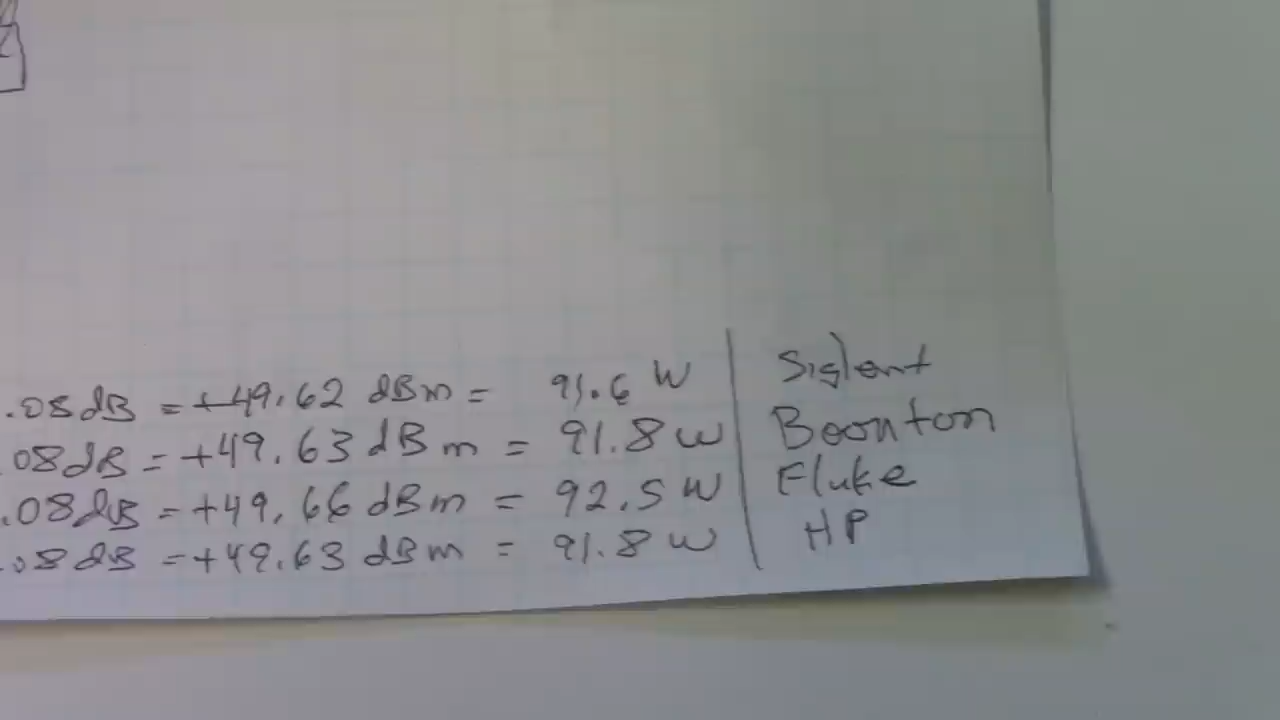 .08dB = +49.62 dBm = 91.6 W | Siglent
.08dB = +49.63 dBm = 91.8 W | Boonton
.08dB = +49.66 dBm = 92.5 W | Fluke
.08dB = +49.63 dBm = 91.8 W | HP